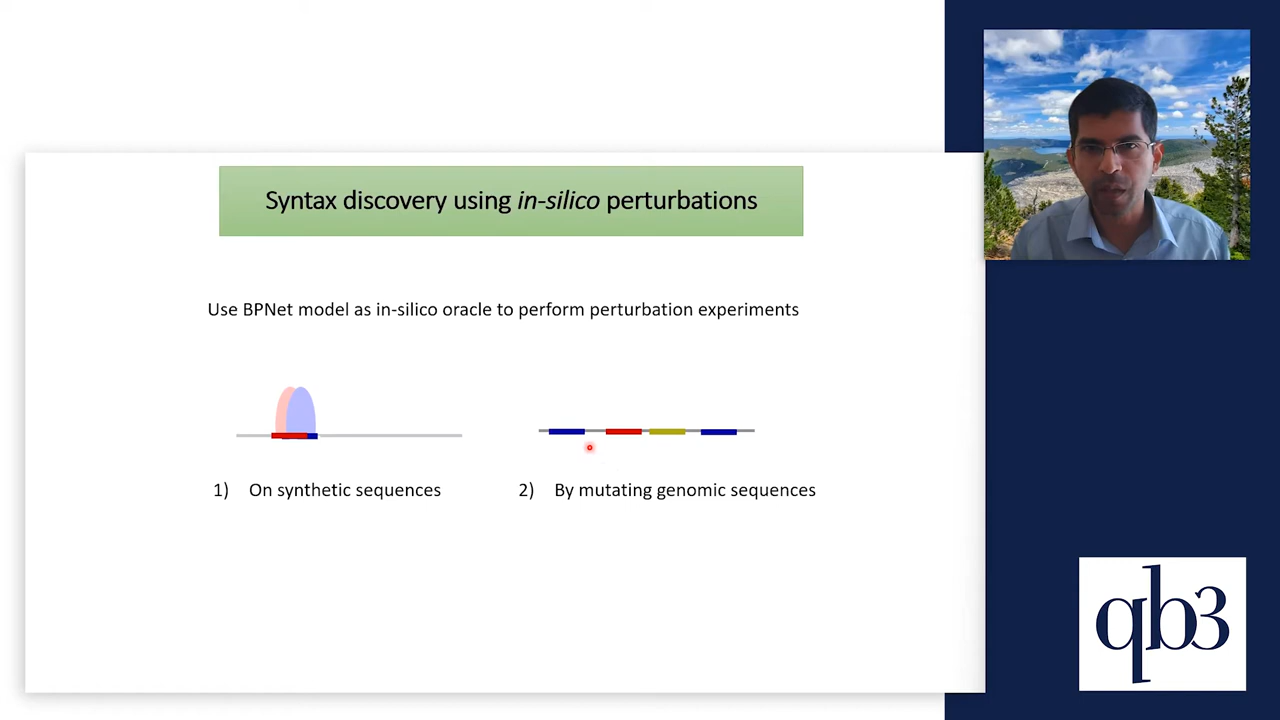 Syntax discovery using in-silico perturbations
Use BPNet model as in-silico oracle to perform perturbation experiments
1) On synthetic sequences
2) By mutating genomic sequences
qb3